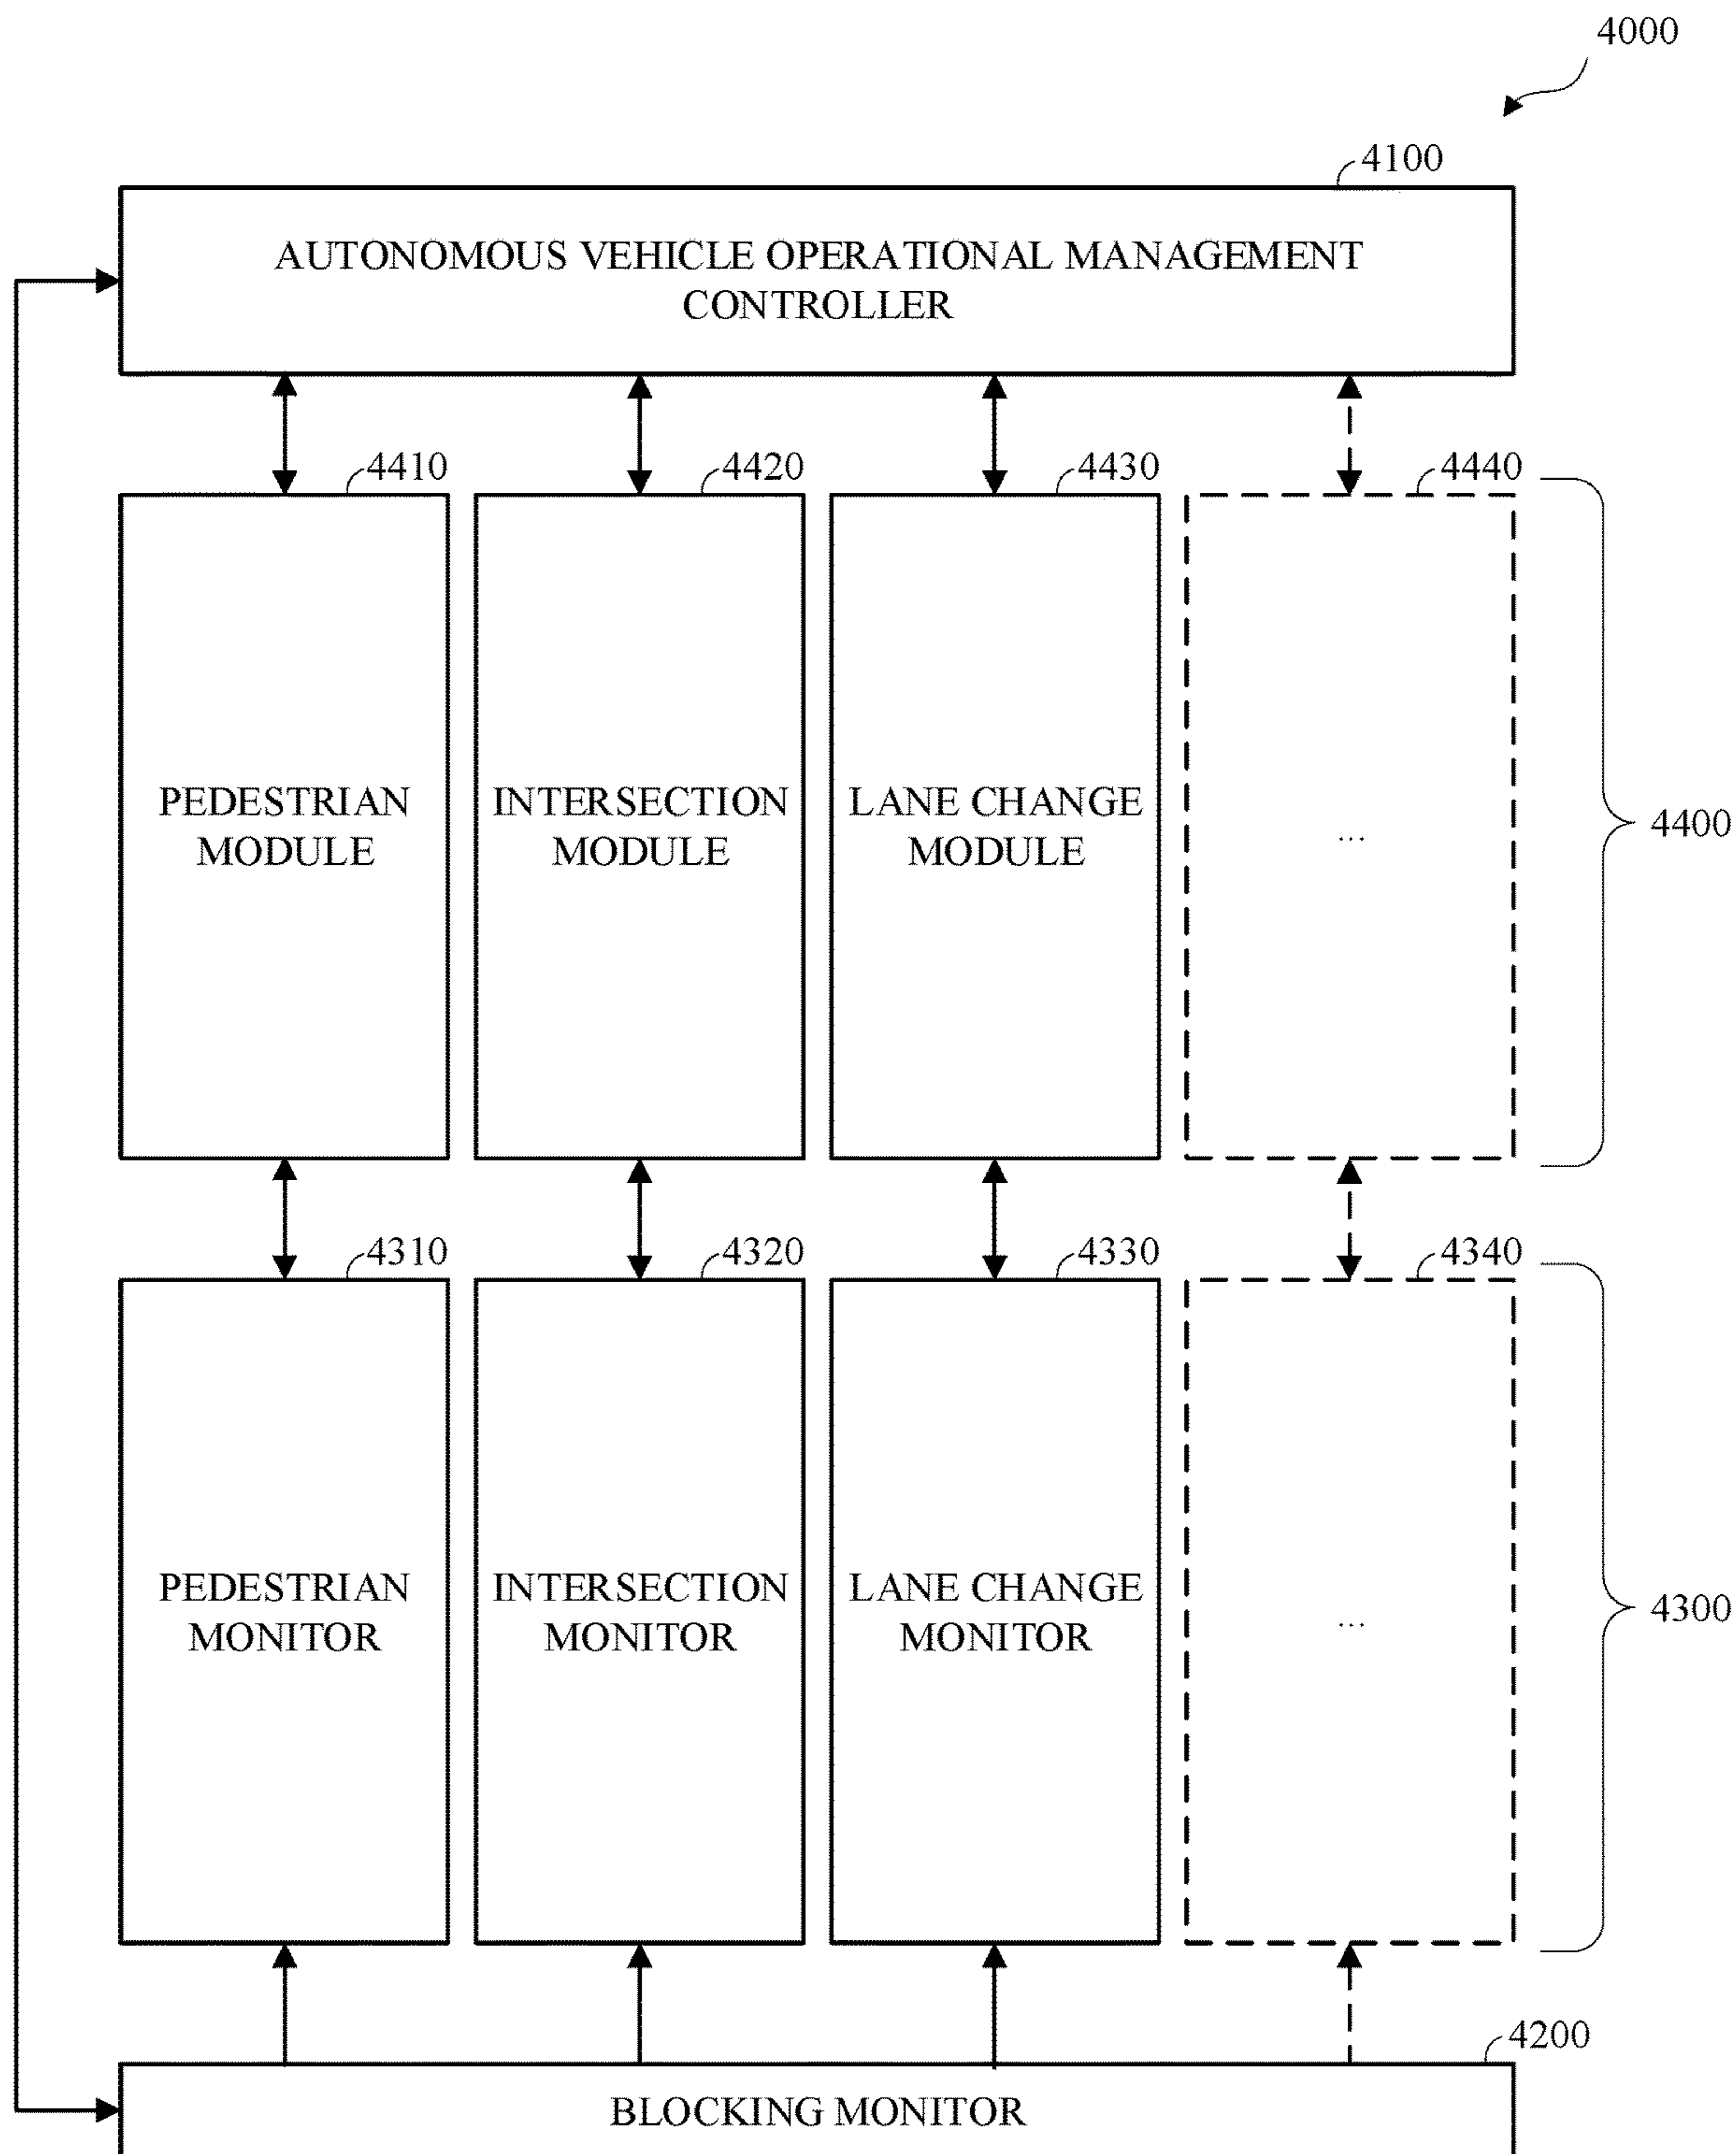 4000
4100
AUTONOMOUS VEHICLE OPERATIONAL MANAGEMENT
CONTROLLER
4410
4420
4430
4440
PEDESTRIAN
MODULE
INTERSECTION
MODULE
LANE CHANGE
MODULE
...
4400
4310
4320
4330
4340
PEDESTRIAN
MONITOR
INTERSECTION
MONITOR
LANE CHANGE
MONITOR
...
4300
4200
BLOCKING MONITOR